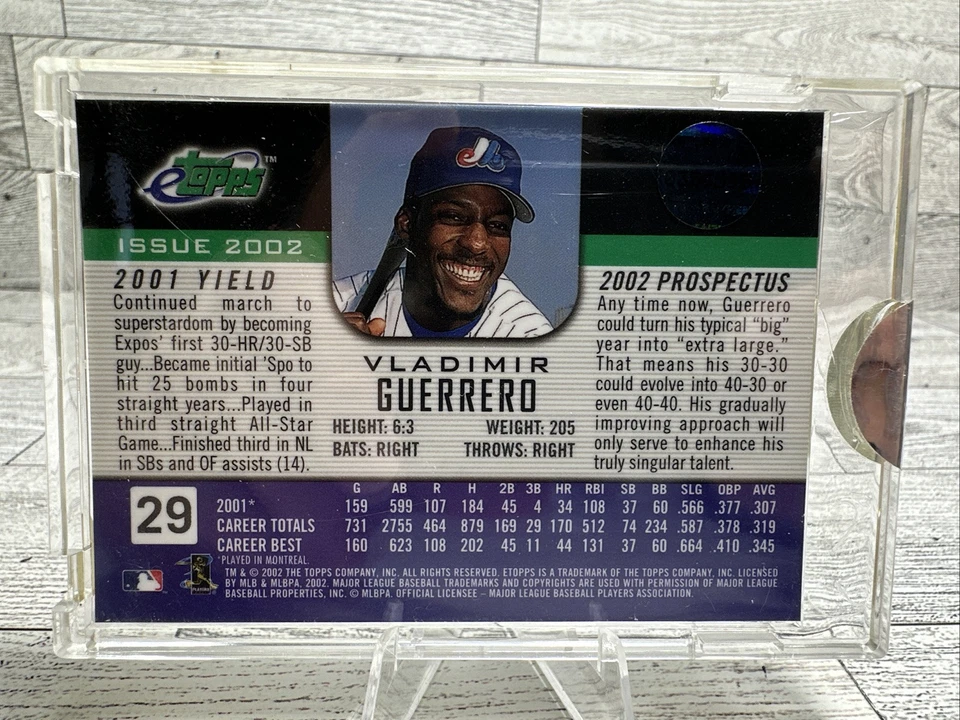 etopps™
ISSUE 2002
2001 YIELD
Continued march to
superstardom by becoming
Expos' first 30-HR/30-SB
guy...Became initial 'Spo to
hit 25 bombs in four
straight years...Played in
third straight All-Star
Game...Finished third in NL
in SBs and OF assists (14).
VLADIMIR
GUERRERO
HEIGHT: 6:3 WEIGHT: 205
BATS: RIGHT THROWS: RIGHT
2002 PROSPECTUS
Any time now, Guerrero
could turn his typical "big"
year into "extra large."
That means his 30-30
could evolve into 40-30 or
even 40-40. His gradually
improving approach will
only serve to enhance his
truly singular talent.
29
G AB R H 2B 3B HR RBI SB BB SLG OBP AVG
2001* 159 599 107 184 45 4 34 108 37 60 .566 .377 .307
CAREER TOTALS 731 2755 464 879 169 29 170 512 74 234 .587 .378 .319
CAREER BEST 160 623 108 202 45 11 44 131 37 60 .664 .410 .345
*PLAYED IN MONTREAL.
TM & © 2002 THE TOPPS COMPANY, INC. ALL RIGHTS RESERVED. ETOPPS IS A TRADEMARK OF THE TOPPS COMPANY, INC. LICENSED
BY MLB & MLBPA, 2002. MAJOR LEAGUE BASEBALL TRADEMARKS AND COPYRIGHTS ARE USED WITH PERMISSION OF MAJOR LEAGUE
BASEBALL PROPERTIES, INC. © MLBPA. OFFICIAL LICENSEE – MAJOR LEAGUE BASEBALL PLAYERS ASSOCIATION.